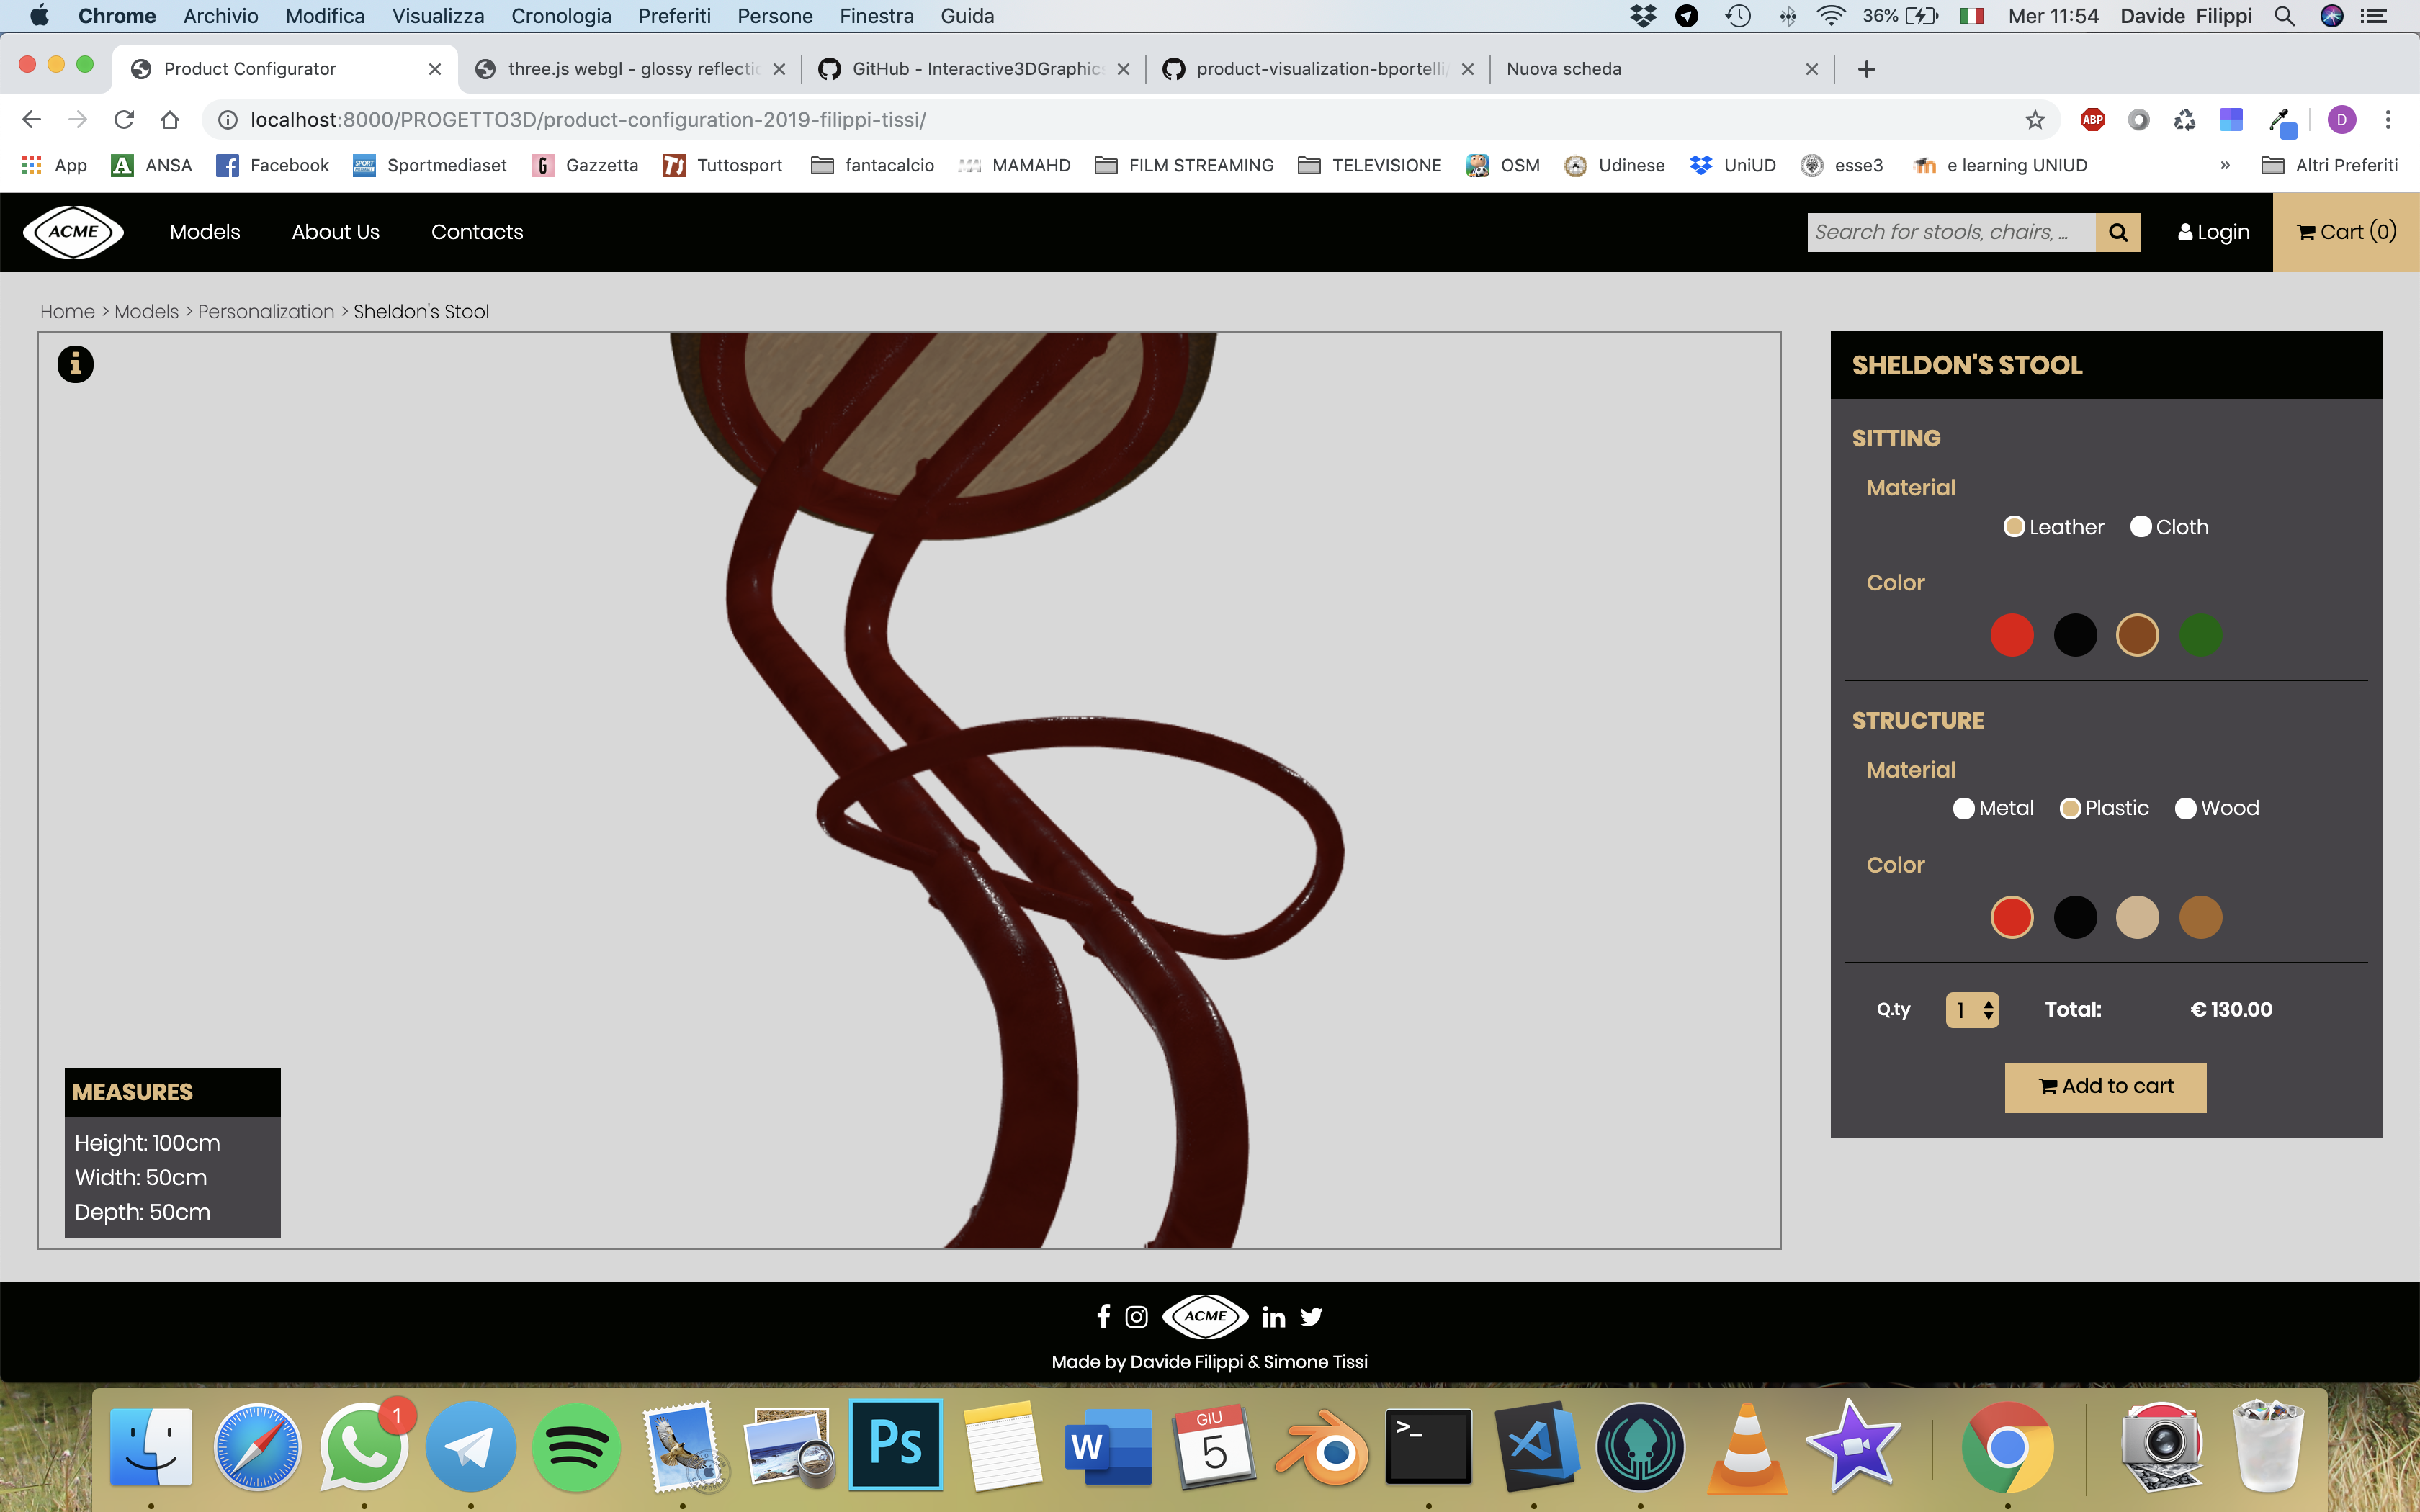 Chrome Archivio Modifica Visualizza Cronologia Preferiti Persone Finestra Guida 36% Mer 11:54 Davide Filippi
Product Configurator three.js webgl - glossy reflectic GitHub - Interactive3DGraphics product-visualization-bportelli/ Nuova scheda
localhost:8000/PROGETTO3D/product-configuration-2019-filippi-tissi/ ABP D
App ANSA Facebook Sportmediaset Gazzetta Tuttosport fantacalcio MAMAHD FILM STREAMING TELEVISIONE OSM Udinese UniUD esse3 e learning UNIUD » Altri Preferiti
ACME Models About Us Contacts Search for stools, chairs, ... Login Cart (0)
Home > Models > Personalization > Sheldon's Stool
SHELDON'S STOOL
SITTING
Material
Leather Cloth
Color
STRUCTURE
Material
Metal Plastic Wood
Color
Q.ty 1 Total: € 130.00
Add to cart
MEASURES
Height: 100cm
Width: 50cm
Depth: 50cm
ACME
Made by Davide Filippi & Simone Tissi
1 Ps W GIU 5 >_